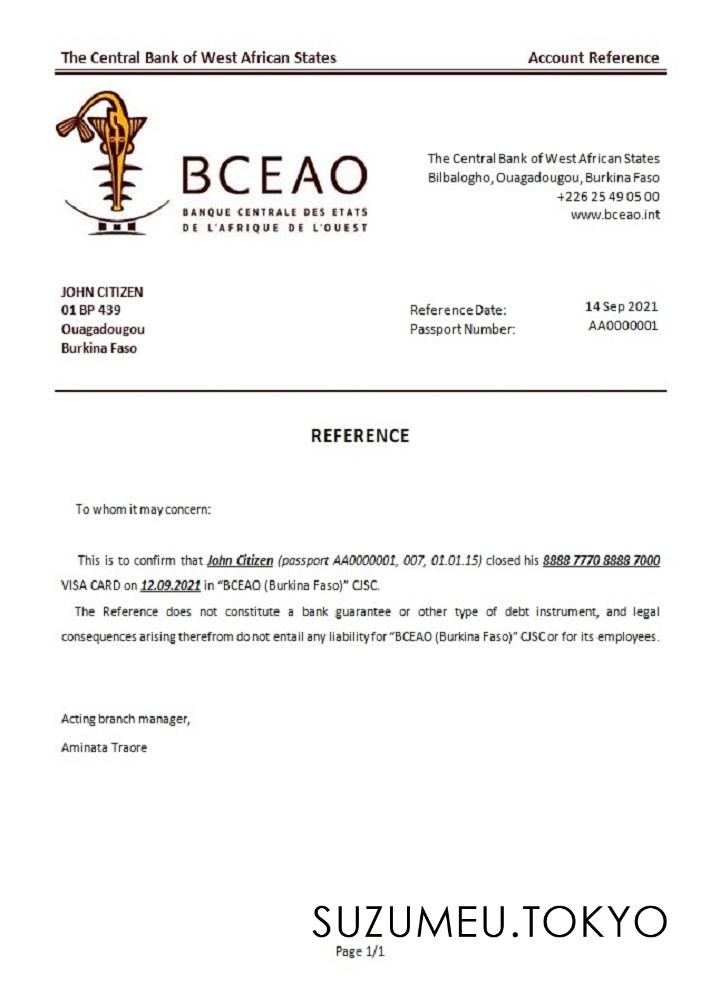 The Central Bank of West African States Account Reference
BCEAO
BANQUE CENTRALE DES ETATS
DE L'AFRIQUE DE L'OUEST
The Central Bank of West African States
Bilbalogho, Ouagadougou, Burkina Faso
+226 25 49 05 00
www.bceao.int
JOHN CITIZEN
01 BP 439
Ouagadougou
Burkina Faso
Reference Date: 14 Sep 2021
Passport Number: AA0000001
REFERENCE
To whom it may concern:
This is to confirm that John Citizen (passport AA0000001, 007, 01.01.15) closed his 8888 7770 8888 7000
VISA CARD on 12.09.2021 in “BCEAO (Burkina Faso)” CJSC.
The Reference does not constitute a bank guarantee or other type of debt instrument, and legal
consequences arising therefrom do not entail any liability for “BCEAO (Burkina Faso)” CJSC or for its employees.
Acting branch manager,
Aminata Traore
SUZUMEU.TOKYO
Page 1/1